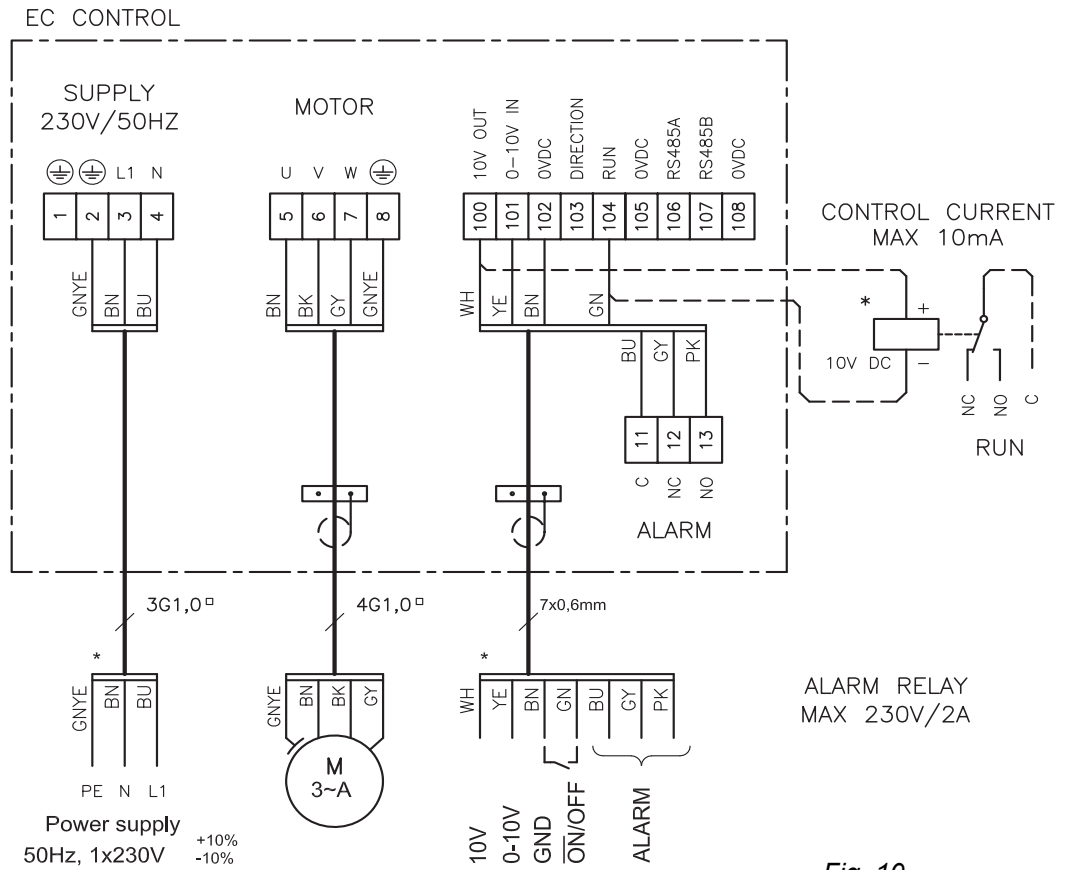 EC CONTROL
SUPPLY
230V/50HZ
MOTOR
10V OUT
0-10V IN
0VDC
DIRECTION
RUN
0VDC
RS485A
RS485B
0VDC
L1 N
U V W
1 2 3 4
5 6 7 8
100 101 102 103 104 105 106 107 108
CONTROL CURRENT
MAX 10mA
GNYE BN BU
BN BK GY GNYE
WH YE BN GN
*
+
10V DC
-
NC NO C
RUN
BU GY PK
11 12 13
C NC NO
ALARM
3G1,0
4G1,0
7x0,6mm
*
*
GNYE BN BU
GNYE BN BK GY
WH YE BN GN BU GY PK
ALARM RELAY
MAX 230V/2A
M
3~A
PE N L1
Power supply
50Hz, 1x230V +10%
-10%
10V
0-10V
GND
ON/OFF
ALARM
Fig. 10